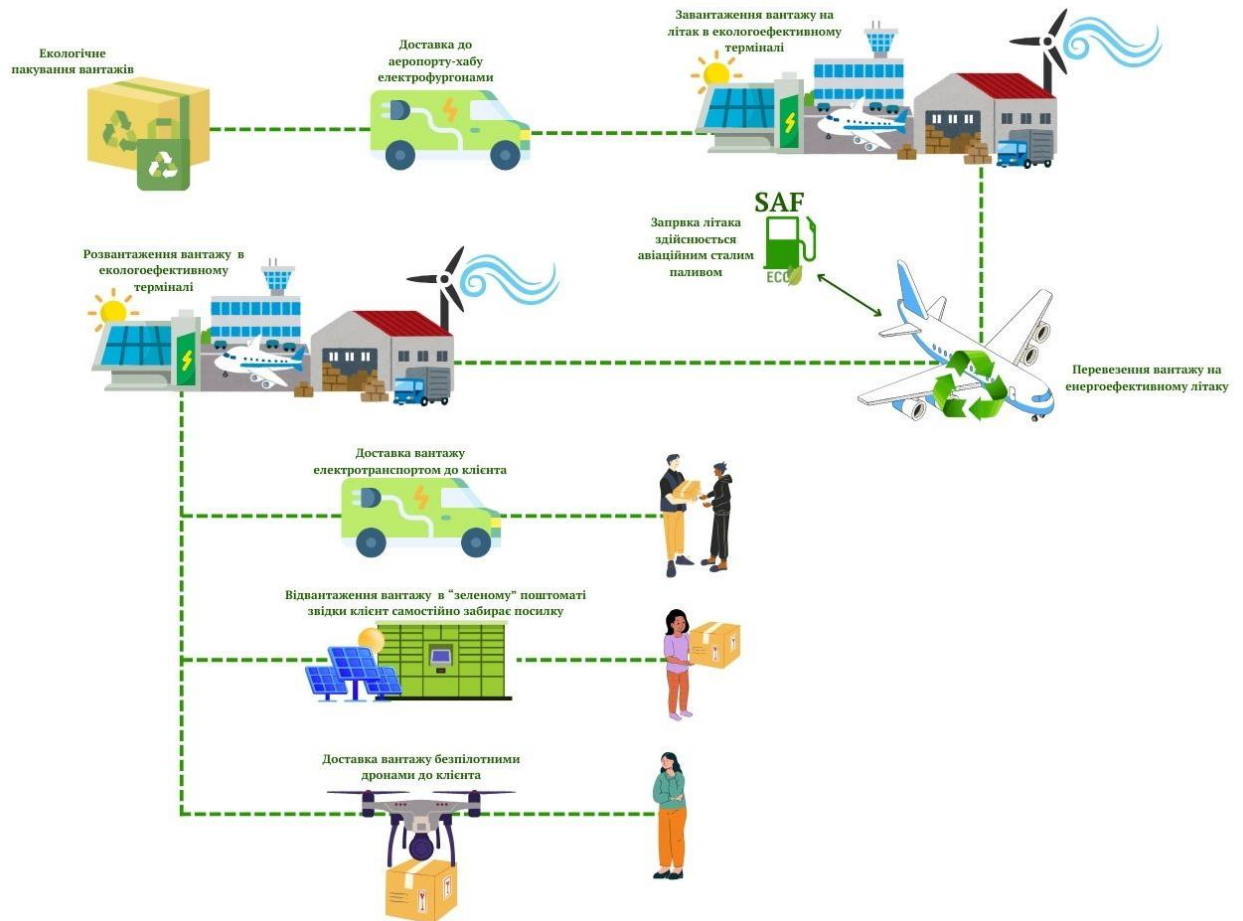 Екологічне
пакування вантажів
Доставка до
аеропорту-хабу
електрофургонами
Завантаження вантажу на
літак в екологоефективному
терміналі
SAF
Запрвка літака
здійснюється
авіаційним сталим
паливом
ECO
Перевезення вантажу на
енергоефективному літаку
Розвантаження вантажу в
екологоефективному
терміналі
Доставка вантажу
електротранспортом до клієнта
Відвантаження вантажу в “зеленому” поштоматі
звідки клієнт самостійно забирає посилку
Доставка вантажу безпілотними
дронами до клієнта